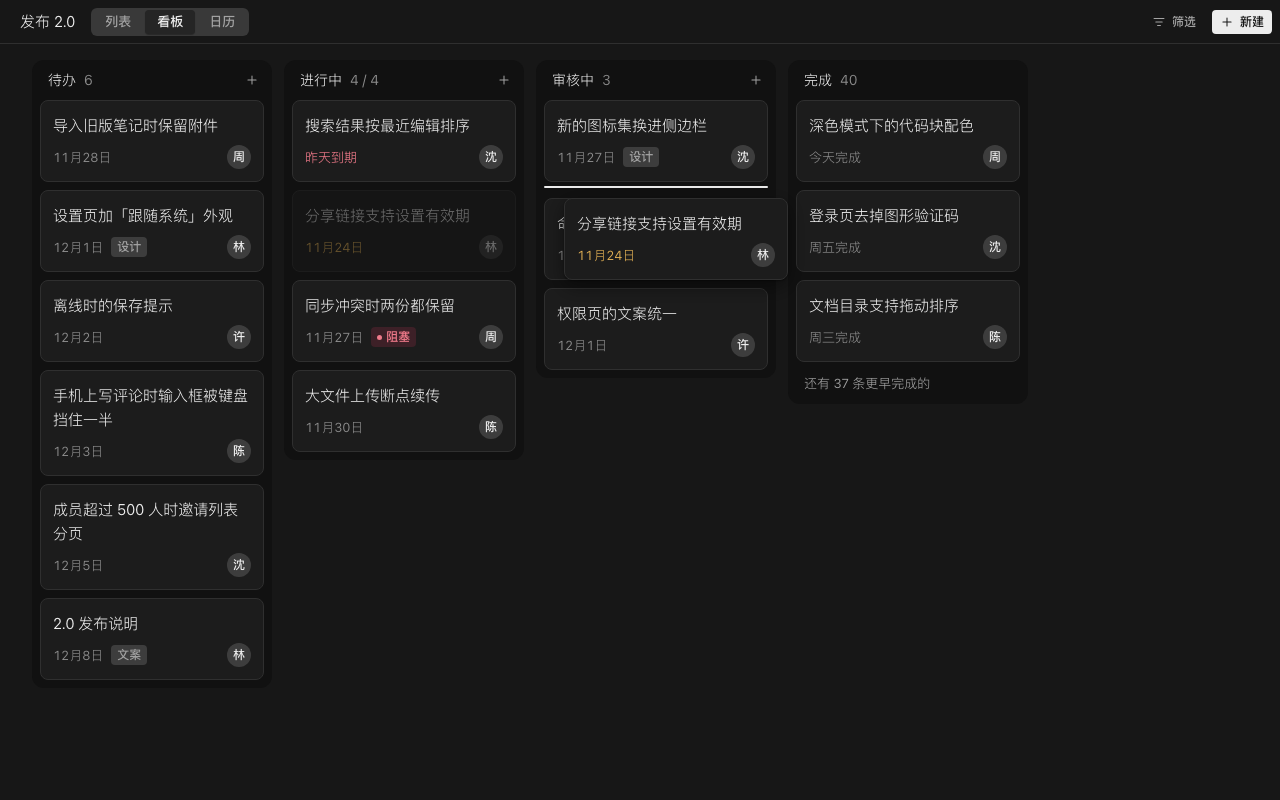 发布 2.0
列表
看板
日历
筛选
新建
待办 6
导入旧版笔记时保留附件
11月28日
周
设置页加「跟随系统」外观
12月1日 设计
林
离线时的保存提示
12月2日
许
手机上写评论时输入框被键盘
挡住一半
12月3日
陈
成员超过 500 人时邀请列表
分页
12月5日
沈
2.0 发布说明
12月8日 文案
林
进行中 4 / 4
搜索结果按最近编辑排序
昨天到期
沈
分享链接支持设置有效期
11月24日
林
同步冲突时两份都保留
11月27日 阻塞
周
大文件上传断点续传
11月30日
陈
审核中 3
新的图标集换进侧边栏
11月27日 设计
沈
分享链接支持设置有效期
11月24日
林
权限页的文案统一
12月1日
许
完成 40
深色模式下的代码块配色
今天完成
周
登录页去掉图形验证码
周五完成
沈
文档目录支持拖动排序
周三完成
陈
还有 37 条更早完成的